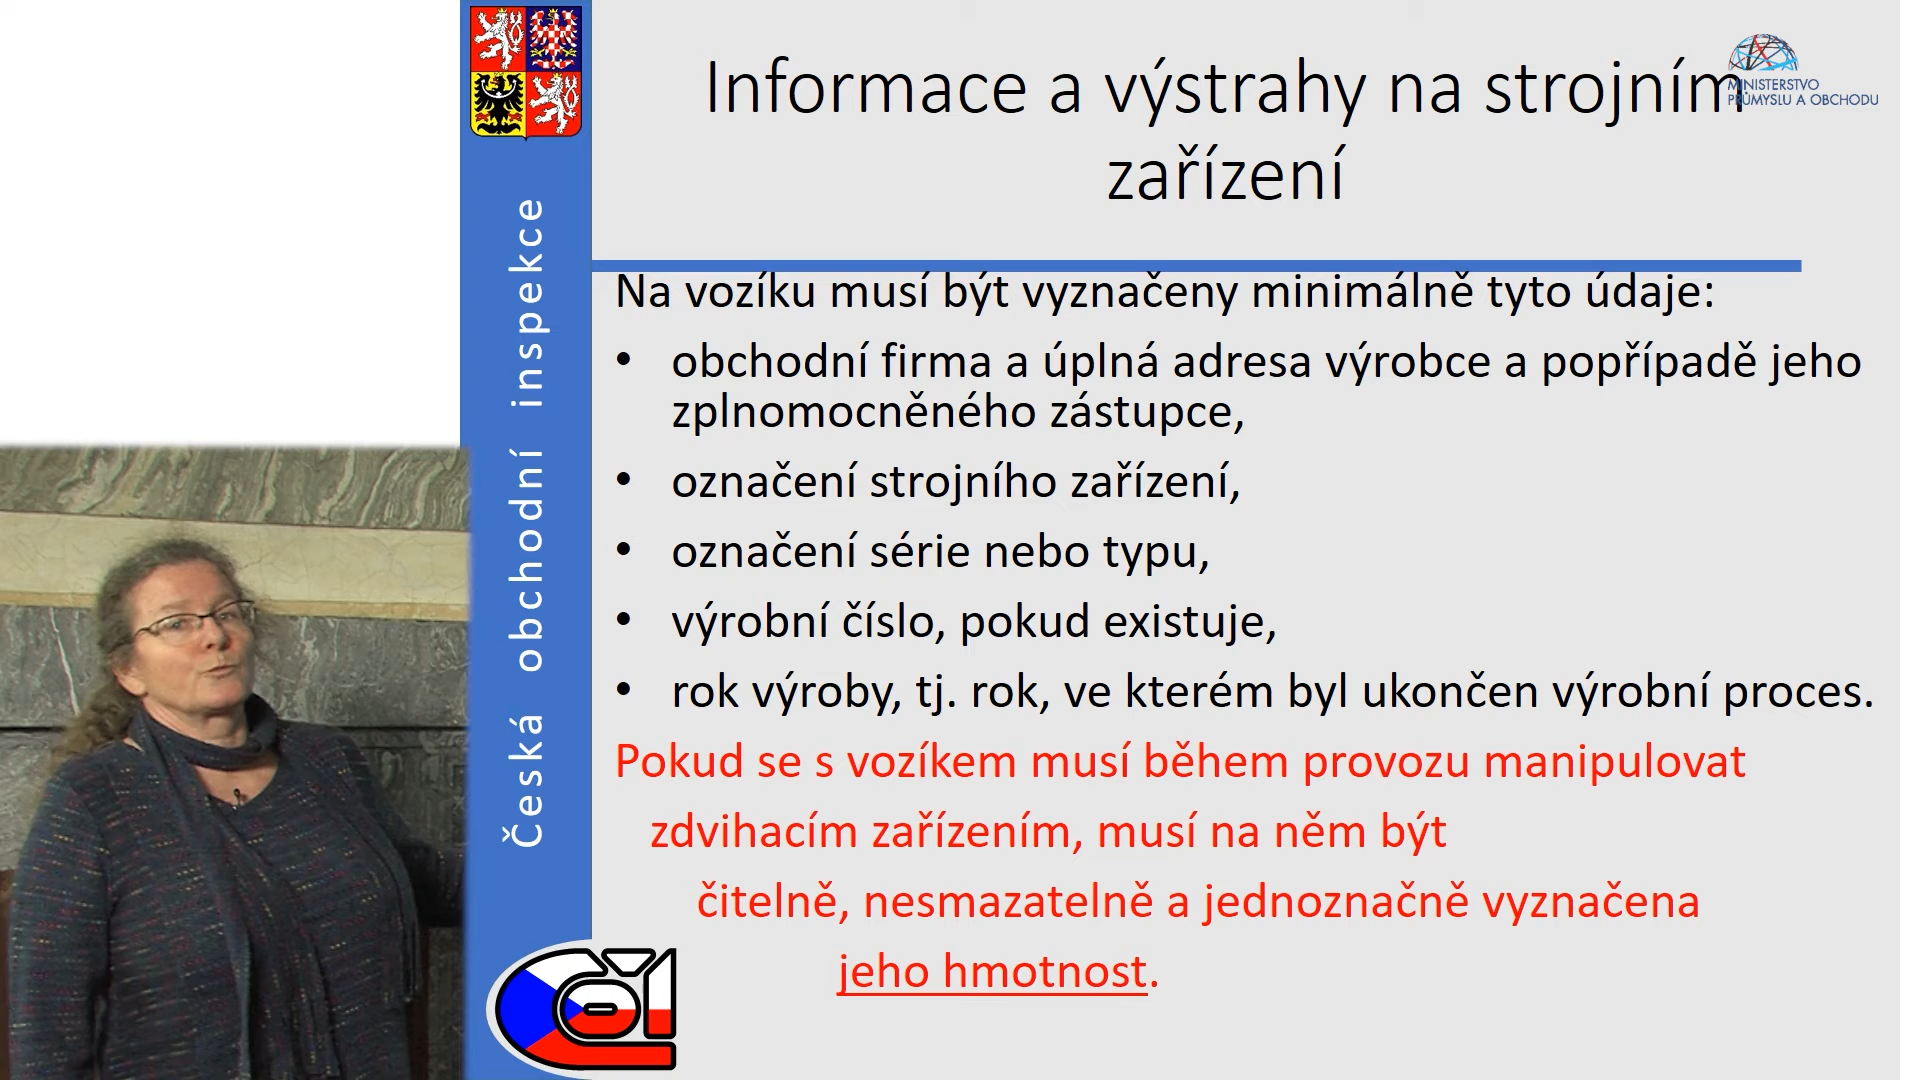 Informace a výstrahy na strojním
zařízení
MINISTERSTVO
PRŮMYSLU A OBCHODU
Česká obchodní inspekce
Na vozíku musí být vyznačeny minimálně tyto údaje:
• obchodní firma a úplná adresa výrobce a popřípadě jeho
zplnomocněného zástupce,
• označení strojního zařízení,
• označení série nebo typu,
• výrobní číslo, pokud existuje,
• rok výroby, tj. rok, ve kterém byl ukončen výrobní proces.
Pokud se s vozíkem musí během provozu manipulovat
zdvihacím zařízením, musí na něm být
čitelně, nesmazatelně a jednoznačně vyznačena
jeho hmotnost.
ČOI